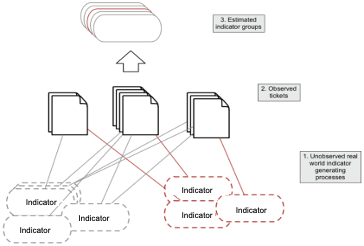 3. Estimated
indicator groups
2. Observed
tickets
1. Unobserved real
world indicator
generating
processes
Indicator
Indicator
Indicator
Indicator
Indicator
Indicator